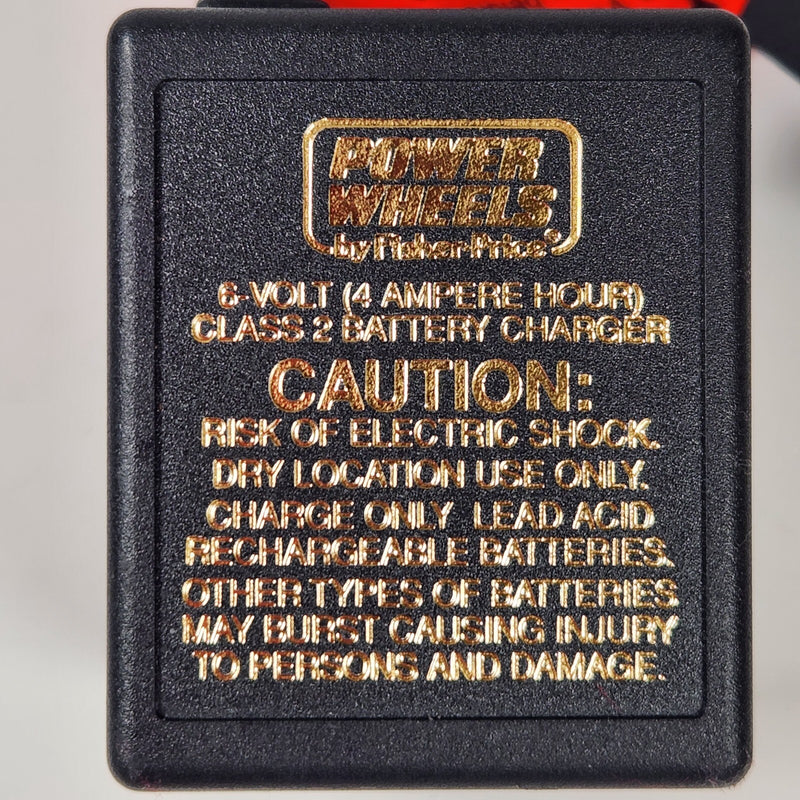 POWER
WHEELS
by Fisher-Price®
6-VOLT (4 AMPERE HOUR)
CLASS 2 BATTERY CHARGER
CAUTION:
RISK OF ELECTRIC SHOCK.
DRY LOCATION USE ONLY.
CHARGE ONLY LEAD ACID
RECHARGEABLE BATTERIES.
OTHER TYPES OF BATTERIES
MAY BURST CAUSING INJURY
TO PERSONS AND DAMAGE.